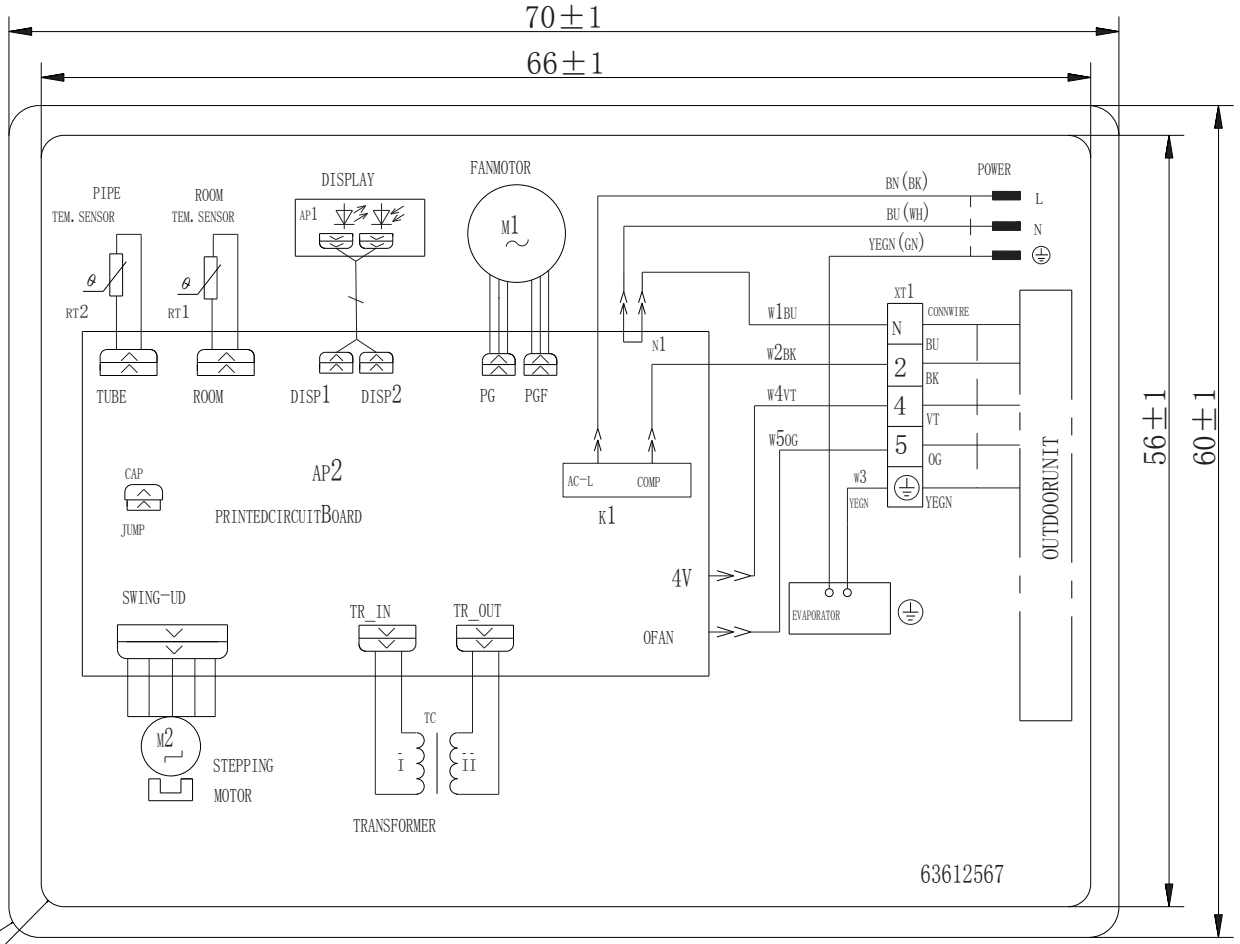 70±1
66±1
PIPE
TEM. SENSOR
ROOM
TEM. SENSOR
DISPLAY
FANMOTOR
POWER
AP1
M1
BN(BK)
L
BU(WH)
N
YEGN(GN)
θ
RT2
θ
RT1
XT1
W1BU
N
CONNWIRE
BU
N1
W2BK
2
BK
TUBE
ROOM
DISP1
DISP2
PG
PGF
W4VT
4
VT
W5OG
5
OG
56±1
60±1
CAP
JUMP
AP2
PRINTEDCIRCUITBOARD
AC-L
COMP
K1
W3
YEGN
YEGN
OUTDOORUNIT
4V
SWING-UD
TR_IN
TR_OUT
OFAN
EVAPORATOR
M2
STEPPING
MOTOR
TC
I
II
TRANSFORMER
63612567